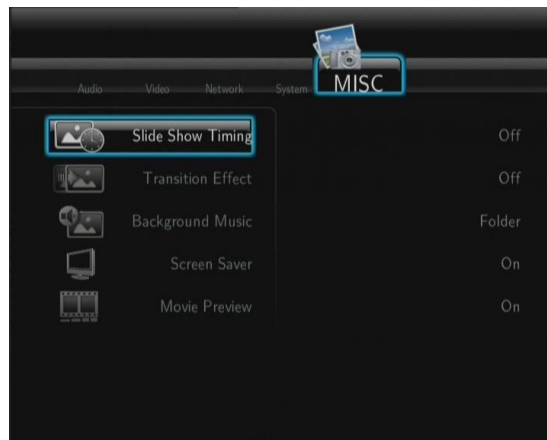 Audio Video Network System MISC
Slide Show Timing Off
Transition Effect Off
Background Music Folder
Screen Saver On
Movie Preview On